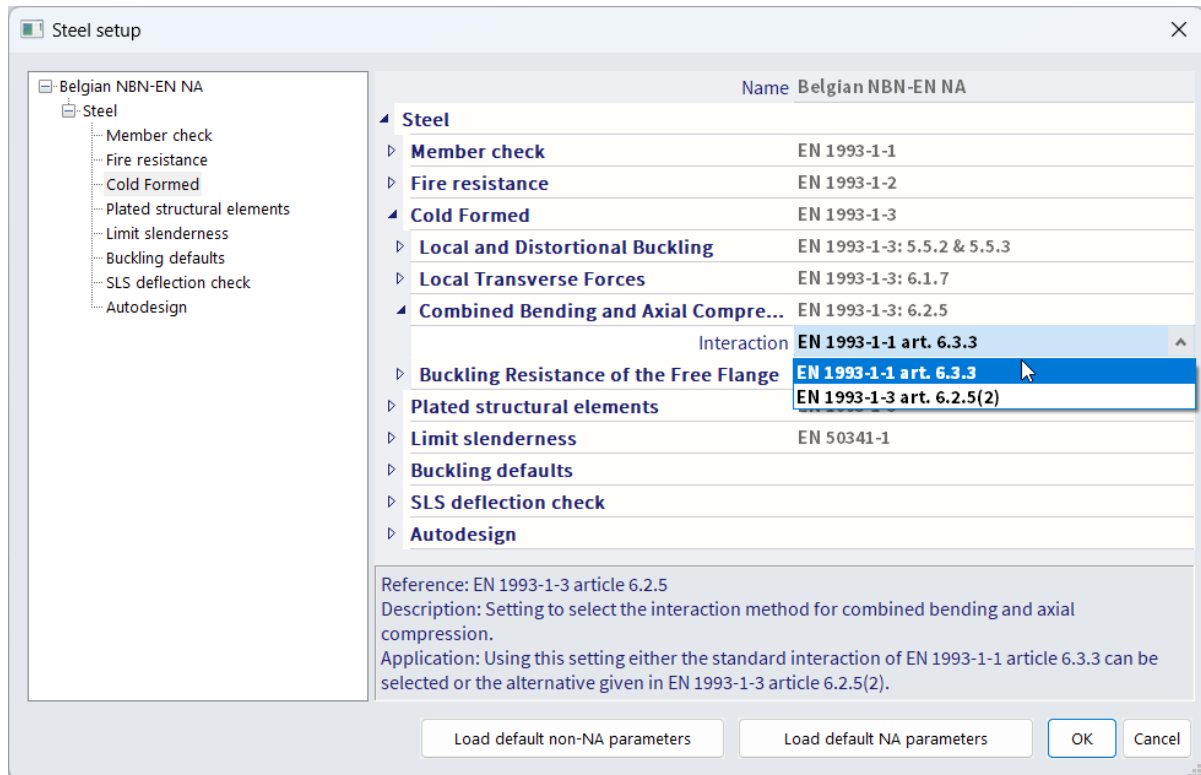 Steel setup
Belgian NBN-EN NA
Steel
Member check
Fire resistance
Cold Formed
Plated structural elements
Limit slenderness
Buckling defaults
SLS deflection check
Autodesign
Name Belgian NBN-EN NA
Steel
Member check EN 1993-1-1
Fire resistance EN 1993-1-2
Cold Formed EN 1993-1-3
Local and Distortional Buckling EN 1993-1-3: 5.5.2 & 5.5.3
Local Transverse Forces EN 1993-1-3: 6.1.7
Combined Bending and Axial Compre... EN 1993-1-3: 6.2.5
Interaction EN 1993-1-1 art. 6.3.3
Buckling Resistance of the Free Flange EN 1993-1-1 art. 6.3.3
EN 1993-1-3 art. 6.2.5(2)
Plated structural elements
Limit slenderness EN 50341-1
Buckling defaults
SLS deflection check
Autodesign
Reference: EN 1993-1-3 article 6.2.5
Description: Setting to select the interaction method for combined bending and axial
compression.
Application: Using this setting either the standard interaction of EN 1993-1-1 article 6.3.3 can be
selected or the alternative given in EN 1993-1-3 article 6.2.5(2).
Load default non-NA parameters Load default NA parameters OK Cancel